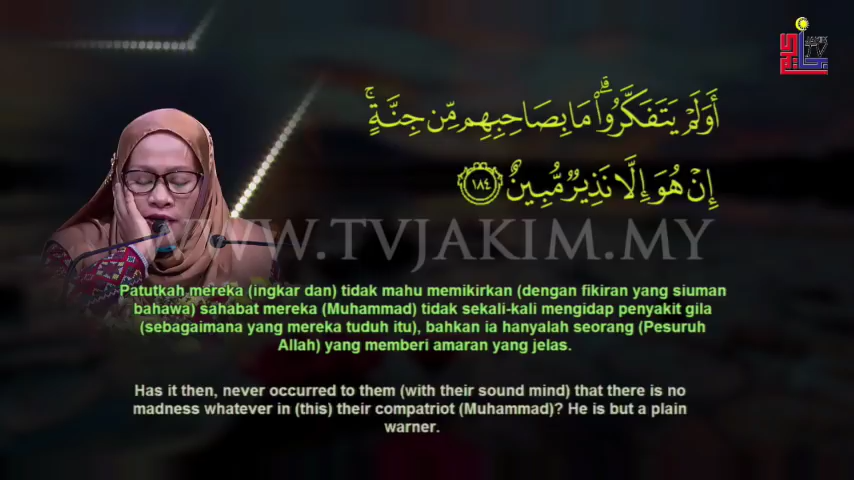 TV
أَوَلَمْ يَتَفَكَّرُوا۟ ۗ مَا بِصَاحِبِهِم مِّن جِنَّةٍ ۚ
إِنْ هُوَ إِلَّا نَذِيرٌ مُّبِينٌ ١٨٤
WWW.TVJAKIM.MY
Patutkah mereka (ingkar dan) tidak mahu memikirkan (dengan fikiran yang siuman
bahawa) sahabat mereka (Muhammad) tidak sekali-kali mengidap penyakit gila
(sebagaimana yang mereka tuduh itu), bahkan ia hanyalah seorang (Pesuruh
Allah) yang memberi amaran yang jelas.
Has it then, never occurred to them (with their sound mind) that there is no
madness whatever in (this) their compatriot (Muhammad)? He is but a plain
warner.